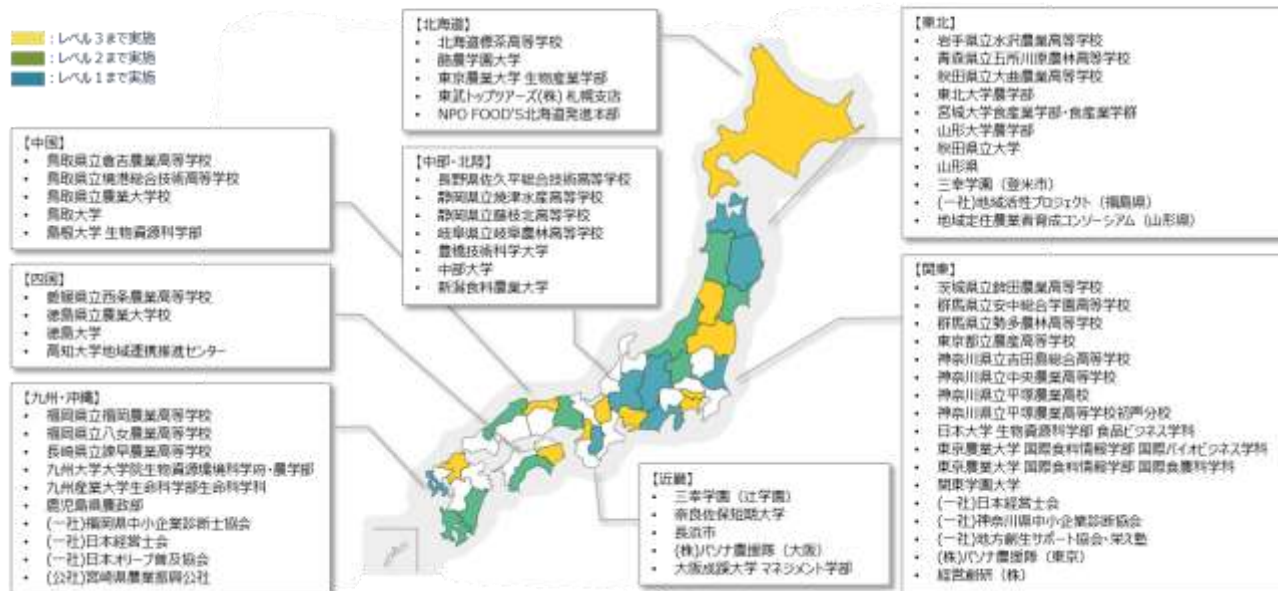 ：レベル３まで実施
：レベル２まで実施
：レベル１まで実施
【北海道】
・ 北海道標茶高等学校
・ 酪農学園大学
・ 東京農業大学 生物産業学部
・ 東武トップツアーズ(株) 札幌支店
・ NPO FOOD'S北海道発進本部
【東北】
・ 岩手県立水沢農業高等学校
・ 青森県立五所川原農林高等学校
・ 秋田県立大曲農業高等学校
・ 東北大学農学部
・ 宮城大学食産業学部・食産業学群
・ 山形大学農学部
・ 秋田県立大学
・ 山形県
・ 三幸学園（登米市）
・ (一社)地域活性プロジェクト（福島県）
・ 地域定住農業者育成コンソーシアム（山形県）
【中国】
・ 鳥取県立倉吉農業高等学校
・ 鳥取県立境港総合技術高等学校
・ 鳥取県立農業大学校
・ 鳥取大学
・ 島根大学 生物資源科学部
【中部・北陸】
・ 長野県佐久平総合技術高等学校
・ 静岡県立焼津水産高等学校
・ 静岡県立藤枝北高等学校
・ 岐阜県立岐阜農林高等学校
・ 豊橋技術科学大学
・ 中部大学
・ 新潟食料農業大学
【四国】
・ 愛媛県立西条農業高等学校
・ 徳島県立農業大学校
・ 徳島大学
・ 高知大学地域連携推進センター
【関東】
・ 茨城県立鉾田農業高等学校
・ 群馬県立安中総合学園高等学校
・ 群馬県立勢多農林高等学校
・ 東京都立農産高等学校
・ 神奈川県立吉田島総合高等学校
・ 神奈川県立中央農業高等学校
・ 神奈川県立平塚農業高校
・ 神奈川県立平塚農業高等学校初声分校
・ 日本大学 生物資源科学部 食品ビジネス学科
・ 東京農業大学 国際食料情報学部 国際バイオビジネス学科
・ 東京農業大学 国際食料情報学部 国際食農科学科
・ 関東学園大学
・ (一社)日本経営士会
・ (一社)神奈川県中小企業診断協会
・ (一社)地方創生サポート協会・栄え塾
・ (株)パソナ農援隊（東京）
・ 経営創研（株）
【九州・沖縄】
・ 福岡県立福岡農業高等学校
・ 福岡県立八女農業高等学校
・ 長崎県立諫早農業高等学校
・ 九州大学大学院生物資源環境科学府・農学部
・ 九州産業大学生命科学部生命科学科
・ 鹿児島県農政部
・ (一社)福岡県中小企業診断士協会
・ (一社)日本経営士会
・ (一社)日本オリーブ普及協会
・ (公社)宮崎県農業振興公社
【近畿】
・ 三幸学園（辻学園）
・ 奈良佐保短期大学
・ 長浜市
・ (株)パソナ農援隊（大阪）
・ 大阪成蹊大学 マネジメント学部